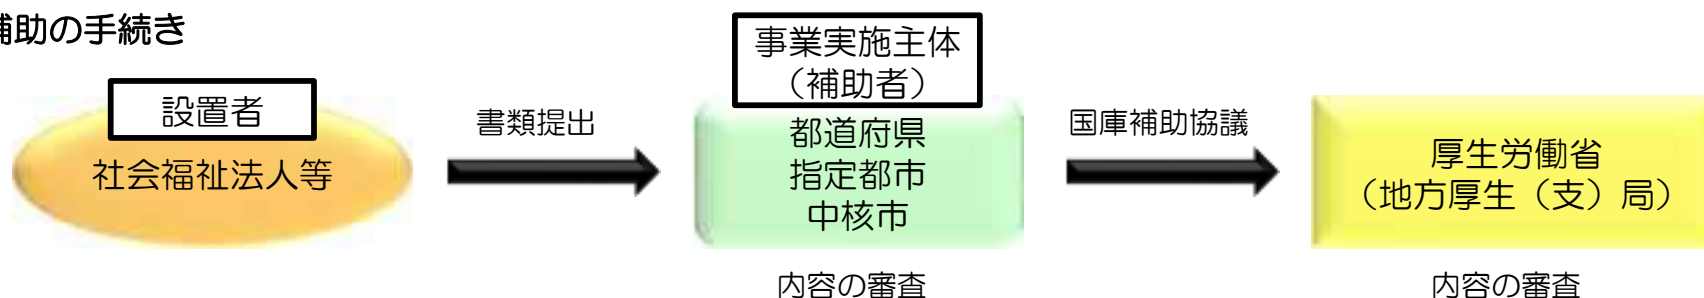 補助の手続き
設置者
社会福祉法人等
書類提出
事業実施主体
（補助者）
都道府県
指定都市
中核市
内容の審査
国庫補助協議
厚生労働省
（地方厚生（支）局）
内容の審査